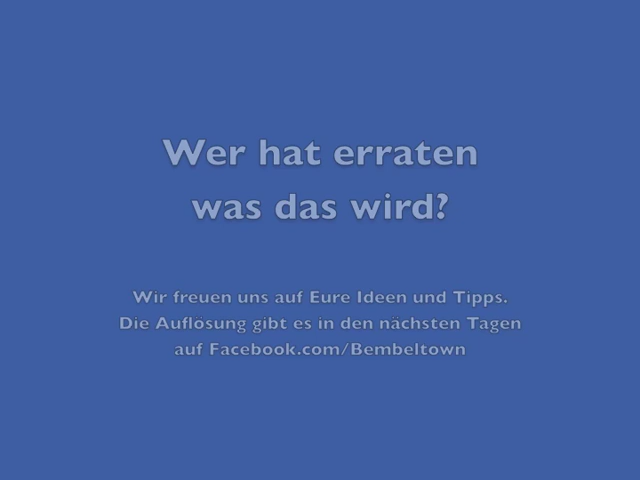 Wer hat erraten
was das wird?
Wir freuen uns auf Eure Ideen und Tipps.
Die Auflösung gibt es in den nächsten Tagen
auf Facebook.com/Bembeltown